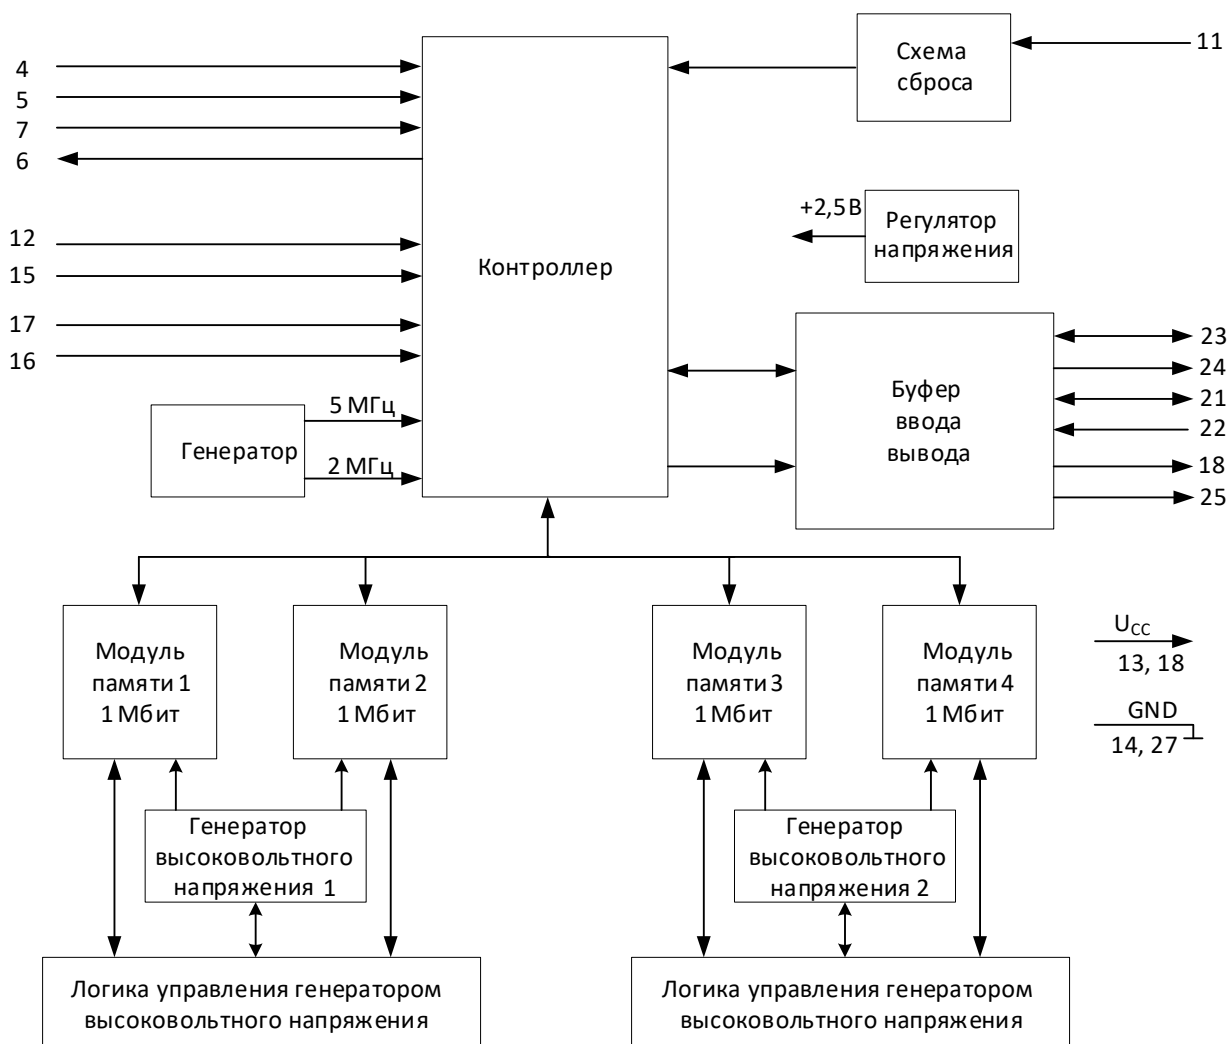 4
5
7
6
12
15
17
16
Контроллер
Схема
сброса
11
+2,5В
Регулятор
напряжения
Генератор
5 МГц
2 МГц
Буфер
ввода
вывода
23
24
21
22
18
25
Модуль
памяти 1
1 Мбит
Модуль
памяти 2
1 Мбит
Модуль
памяти 3
1 Мбит
Модуль
памяти 4
1 Мбит
UCC
13, 18
GND
14, 27
Генератор
высоковольтного
напряжения 1
Генератор
высоковольтного
напряжения 2
Логика управления генератором
высоковольтного напряжения
Логика управления генератором
высоковольтного напряжения